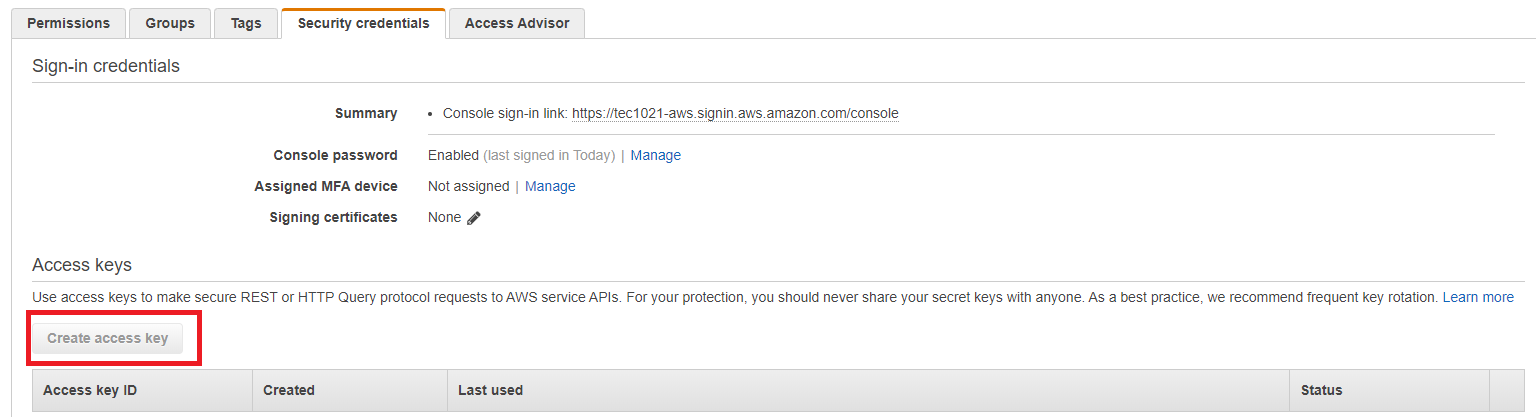 Permissions Groups Tags Security credentials Access Advisor
Sign-in credentials
Summary • Console sign-in link: https://tec1021-aws.signin.aws.amazon.com/console
Console password Enabled (last signed in Today) | Manage
Assigned MFA device Not assigned | Manage
Signing certificates None
Access keys
Use access keys to make secure REST or HTTP Query protocol requests to AWS service APIs. For your protection, you should never share your secret keys with anyone. As a best practice, we recommend frequent key rotation. Learn more
Create access key
Access key ID Created Last used Status